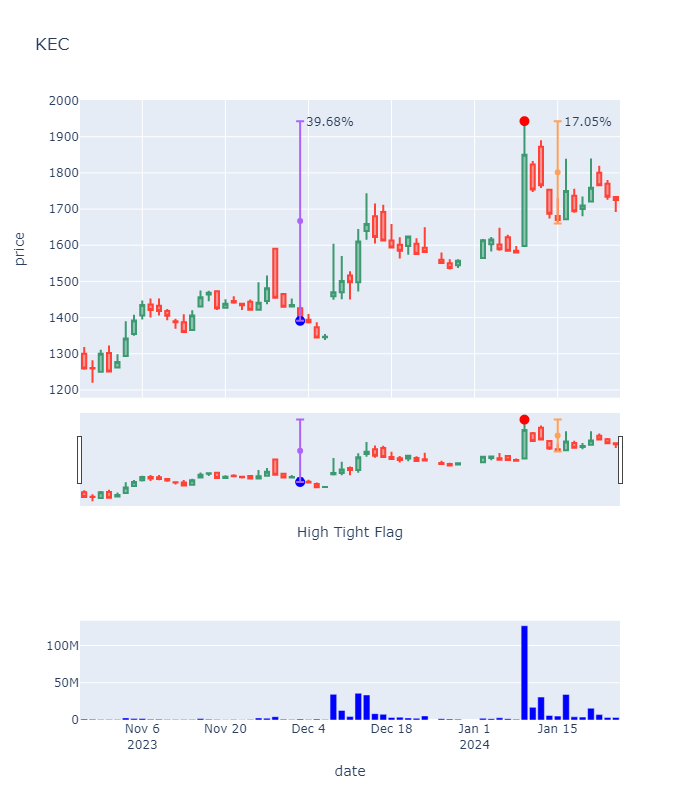 KEC
2000
39.68%
17.05%
1900
1800
1700
1600
1500
1400
1300
1200
price
High Tight Flag
100M
50M
0
Nov 6
2023
Nov 20
Dec 4
Dec 18
Jan 1
2024
Jan 15
date